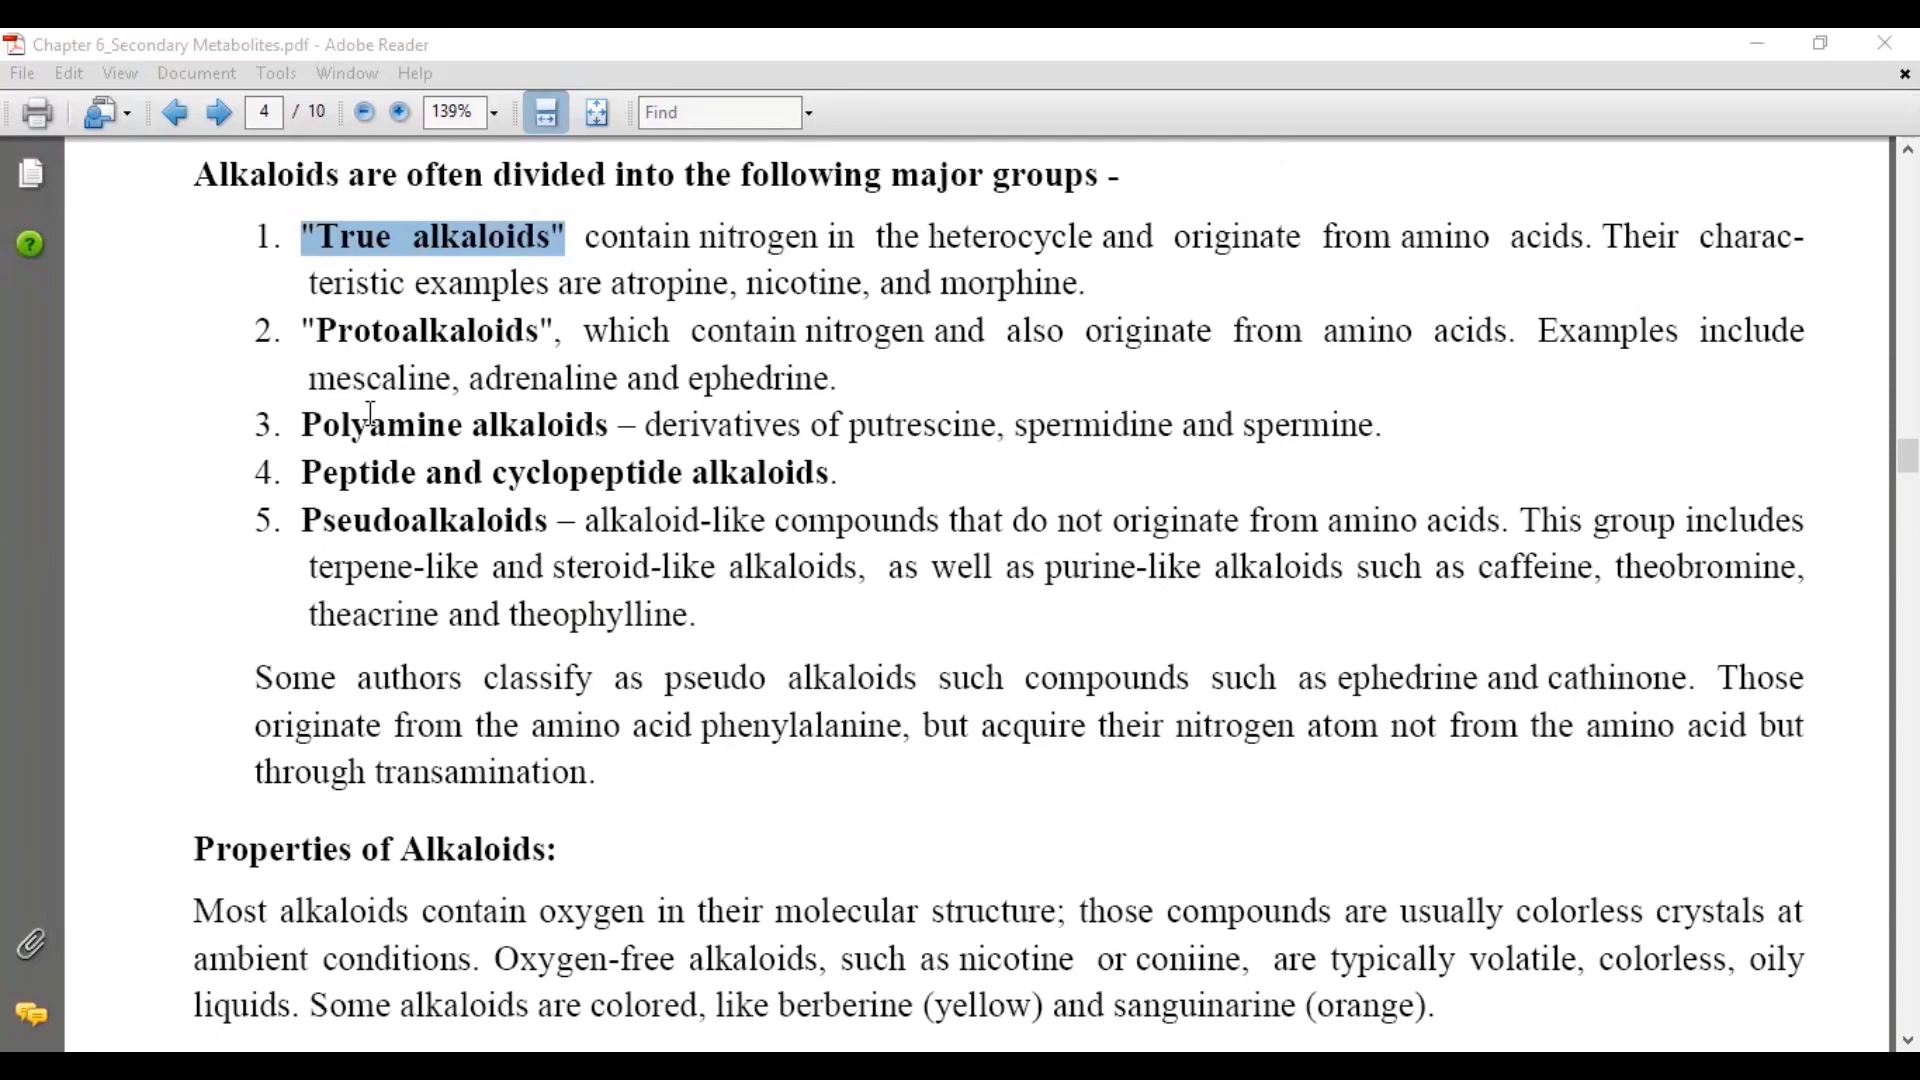 Chapter 6_Secondary Metabolites.pdf - Adobe Reader
File Edit View Document Tools Window Help
4 / 10 139% Find
Alkaloids are often divided into the following major groups -
1. "True alkaloids" contain nitrogen in the heterocycle and originate from amino acids. Their charac-
teristic examples are atropine, nicotine, and morphine.
2. "Protoalkaloids", which contain nitrogen and also originate from amino acids. Examples include
mescaline, adrenaline and ephedrine.
3. Polyamine alkaloids – derivatives of putrescine, spermidine and spermine.
4. Peptide and cyclopeptide alkaloids.
5. Pseudoalkaloids – alkaloid-like compounds that do not originate from amino acids. This group includes
terpene-like and steroid-like alkaloids, as well as purine-like alkaloids such as caffeine, theobromine,
theacrine and theophylline.
Some authors classify as pseudo alkaloids such compounds such as ephedrine and cathinone. Those
originate from the amino acid phenylalanine, but acquire their nitrogen atom not from the amino acid but
through transamination.
Properties of Alkaloids:
Most alkaloids contain oxygen in their molecular structure; those compounds are usually colorless crystals at
ambient conditions. Oxygen-free alkaloids, such as nicotine or coniine, are typically volatile, colorless, oily
liquids. Some alkaloids are colored, like berberine (yellow) and sanguinarine (orange).